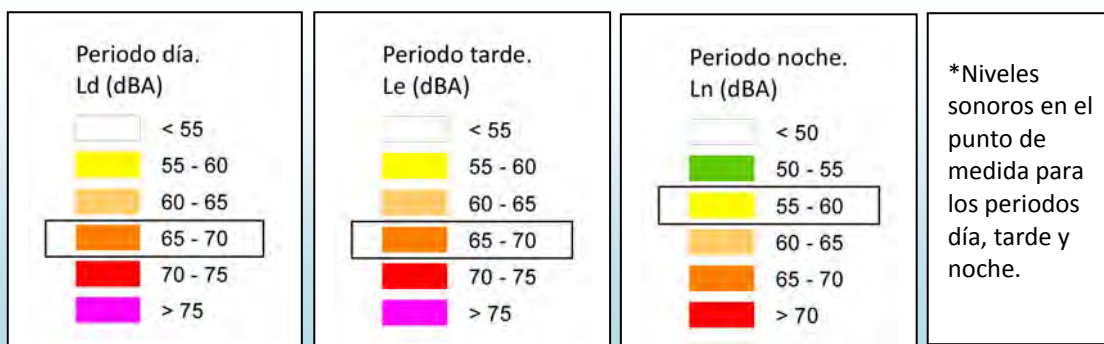 Periodo día.
Ld (dBA)
< 55
55 - 60
60 - 65
65 - 70
70 - 75
> 75
Periodo tarde.
Le (dBA)
< 55
55 - 60
60 - 65
65 - 70
70 - 75
> 75
Periodo noche.
Ln (dBA)
< 50
50 - 55
55 - 60
60 - 65
65 - 70
> 70
*Niveles
sonoros en el
punto de
medida para
los periodos
día, tarde y
noche.